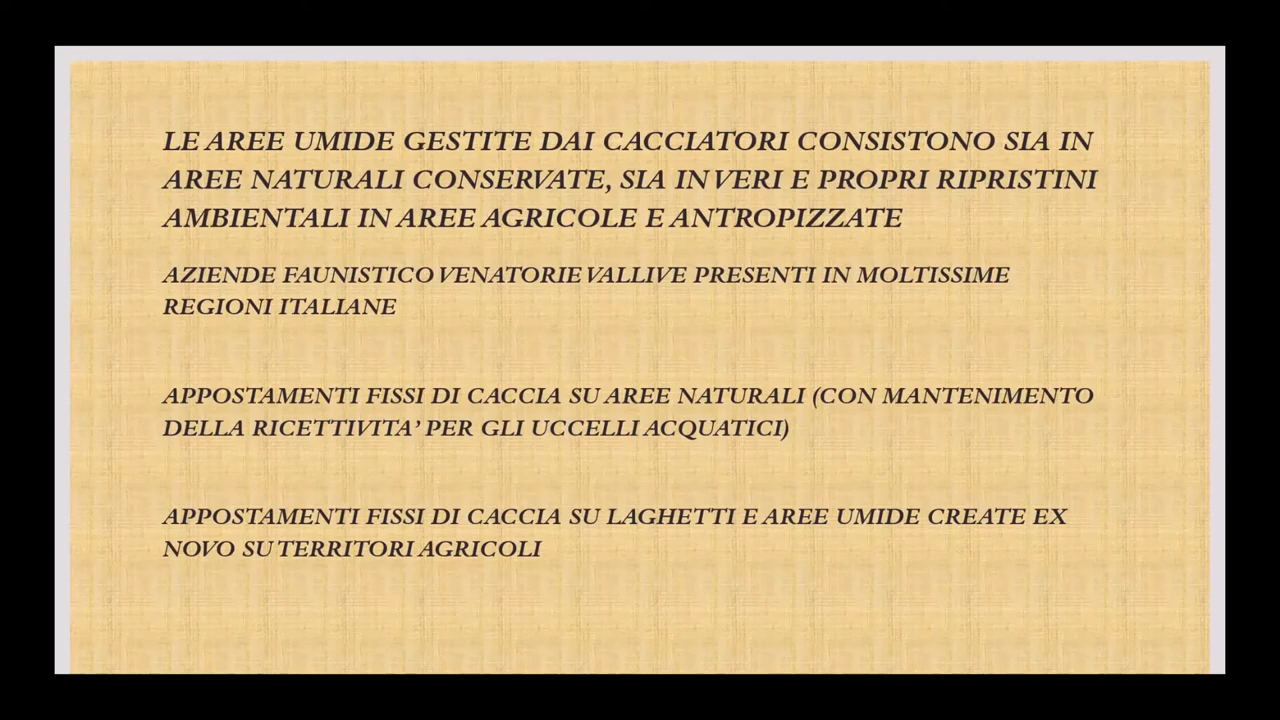 LE AREE UMIDE GESTITE DAI CACCIATORI CONSISTONO SIA IN
AREE NATURALI CONSERVATE, SIA IN VERI E PROPRI RIPRISTINI
AMBIENTALI IN AREE AGRICOLE E ANTROPIZZATE
AZIENDE FAUNISTICO VENATORIE VALLIVE PRESENTI IN MOLTISSIME
REGIONI ITALIANE
APPOSTAMENTI FISSI DI CACCIA SU AREE NATURALI (CON MANTENIMENTO
DELLA RICETTIVITA’ PER GLI UCCELLI ACQUATICI)
APPOSTAMENTI FISSI DI CACCIA SU LAGHETTI E AREE UMIDE CREATE EX
NOVO SU TERRITORI AGRICOLI